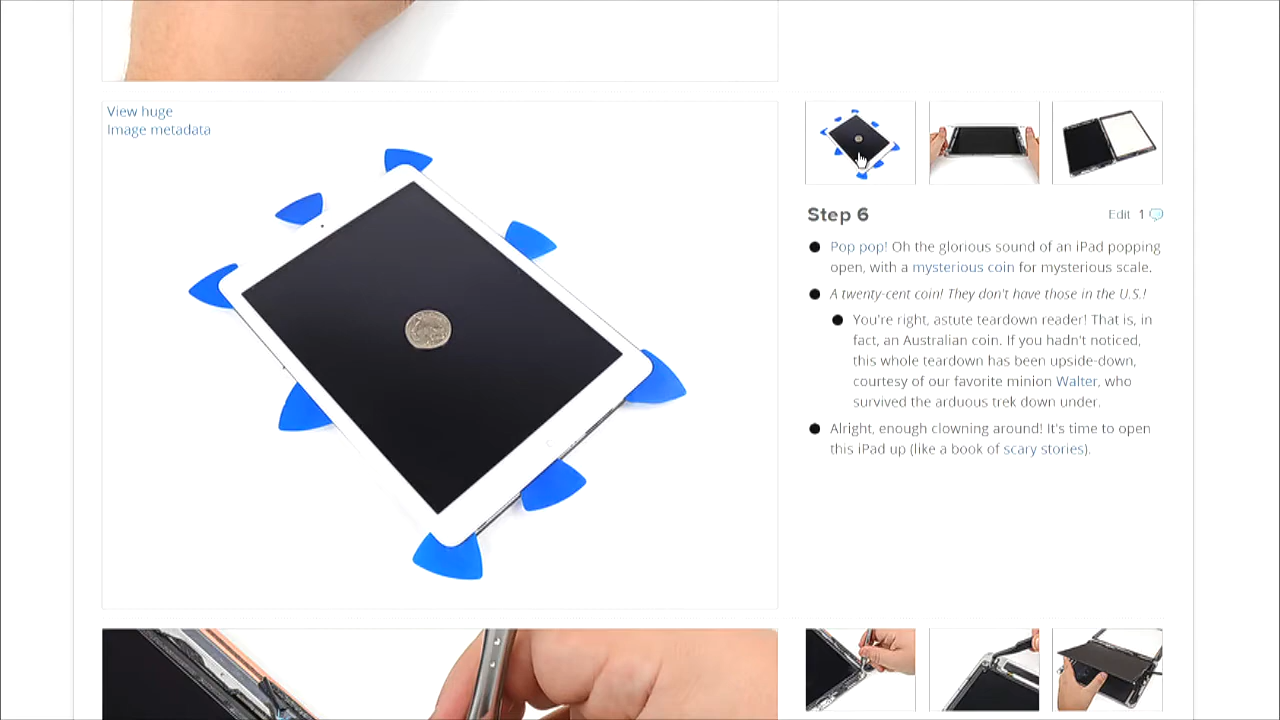 View huge
Image metadata
Step 6
Edit 1
Pop pop! Oh the glorious sound of an iPad popping
open, with a mysterious coin for mysterious scale.
A twenty-cent coin! They don't have those in the U.S.!
You're right, astute teardown reader! That is, in
fact, an Australian coin. If you hadn't noticed,
this whole teardown has been upside-down,
courtesy of our favorite minion Walter, who
survived the arduous trek down under.
Alright, enough clowning around! It's time to open
this iPad up (like a book of scary stories).